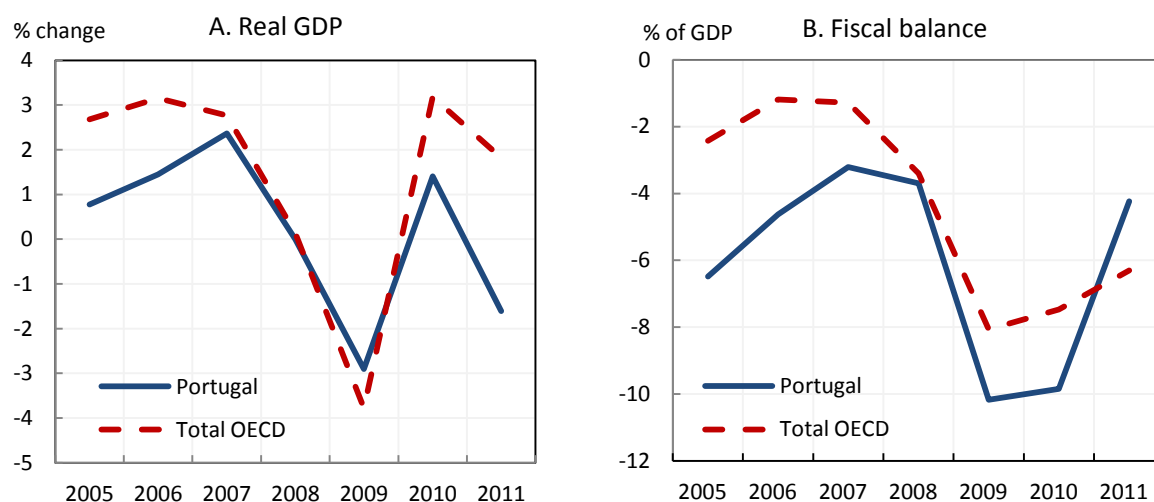 A. Real GDP
% change
4
3
2
1
0
-1
-2
-3
-4
-5
Portugal
Total OECD
2005 2006 2007 2008 2009 2010 2011
B. Fiscal balance
% of GDP
0
-2
-4
-6
-8
-10
-12
Portugal
Total OECD
2005 2006 2007 2008 2009 2010 2011